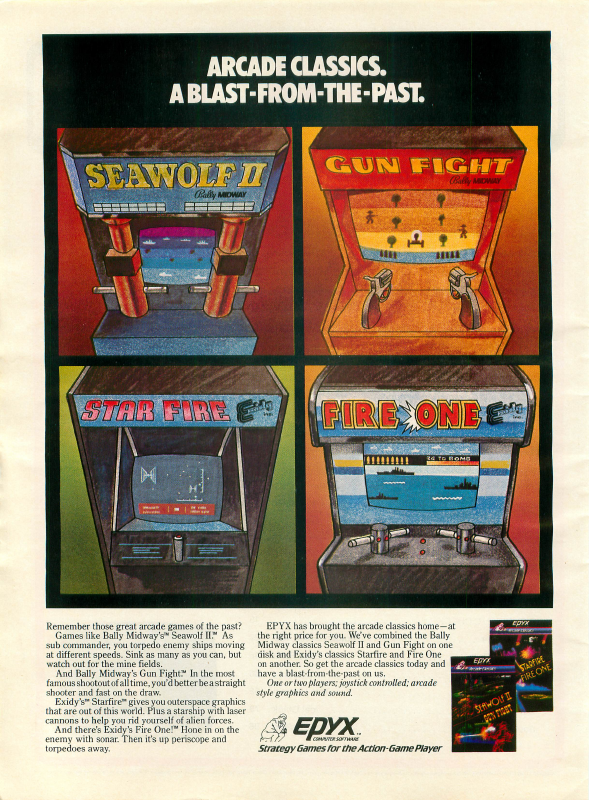 ARCADE CLASSICS.
A BLAST-FROM-THE-PAST.
SEAWOLF II
Bally MIDWAY
GUN FIGHT
Bally MIDWAY
STAR FIRE
Exidy
FIRE ONE
Exidy
Remember those great arcade games of the past?
Games like Bally Midway's™ Seawolf II.™ As
sub commander, you torpedo enemy ships moving
at different speeds. Sink as many as you can, but
watch out for the mine fields.
And Bally Midway's Gun Fight.™ In the most
famous shootout of all time, you'd better be a straight
shooter and fast on the draw.
Exidy's™ Starfire™ gives you outerspace graphics
that are out of this world. Plus a starship with laser
cannons to help you rid yourself of alien forces.
And there's Exidy's Fire One!™ Hone in on the
enemy with sonar. Then it's up periscope and
torpedoes away.
EPYX has brought the arcade classics home—at
the right price for you. We've combined the Bally
Midway classics Seawolf II and Gun Fight on one
disk and Exidy's classics Starfire and Fire One
on another. So get the arcade classics today and
have a blast-from-the-past on us.
One or two players; joystick controlled; arcade
style graphics and sound.
EPYX™
COMPUTER SOFTWARE
Strategy Games for the Action-Game Player
EPYX
STARFIRE
FIRE ONE
EPYX
SEAWOLF II
GUN FIGHT